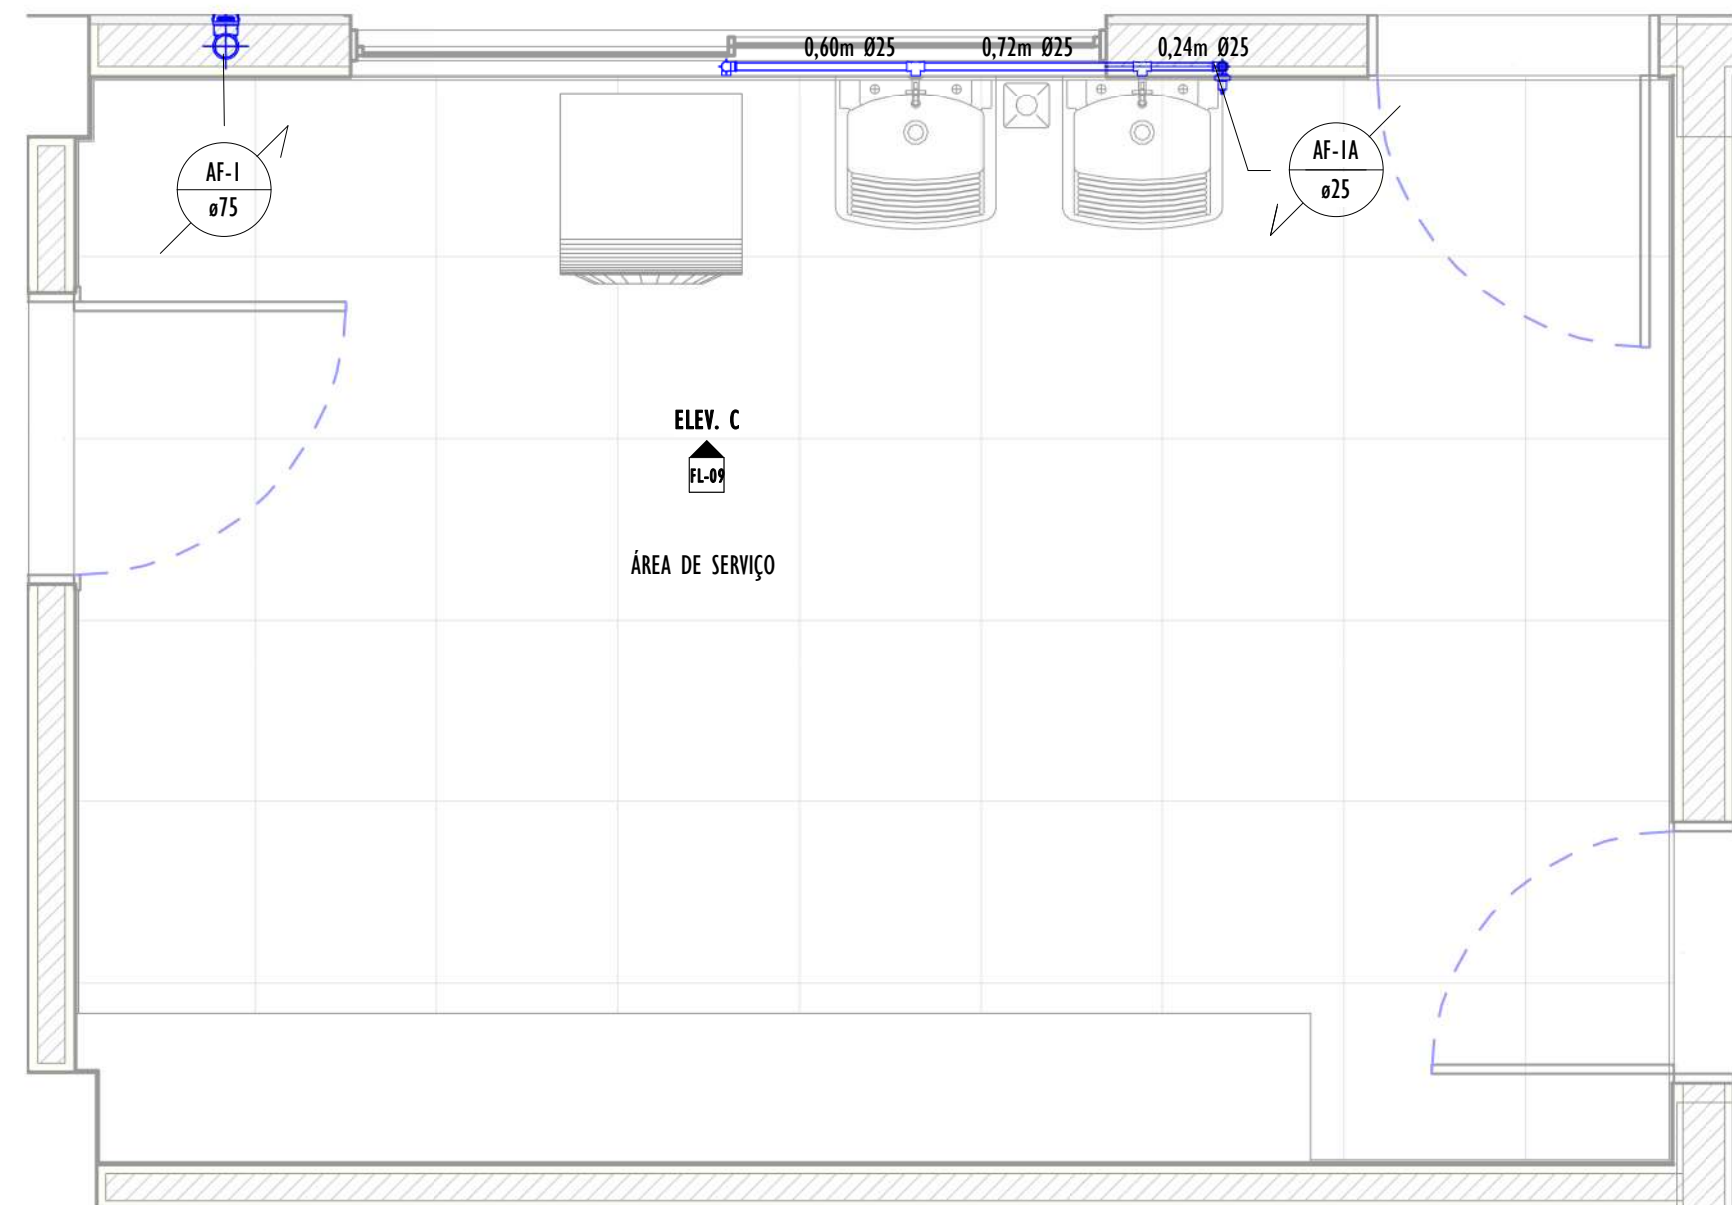 0,60m Ø25
0,72m Ø25
0,24m Ø25
AF-1
ø75
AF-1A
ø25
ELEV. C
FL-09
ÁREA DE SERVIÇO